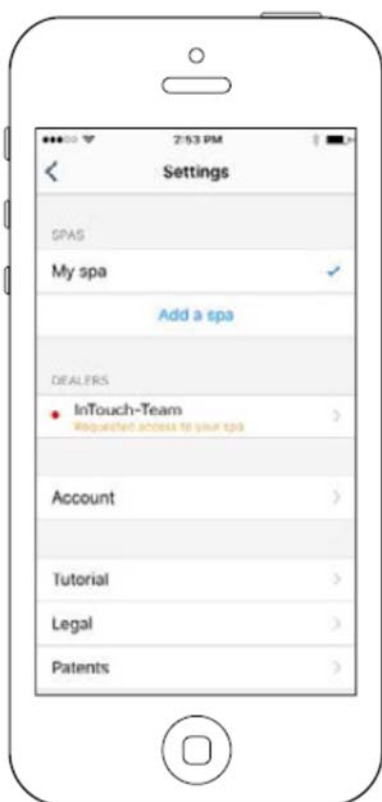 2:53 PM
Settings
SPAS
My spa
Add a spa
DEALERS
InTouch-Team
Requested access to your spa
Account
Tutorial
Legal
Patents